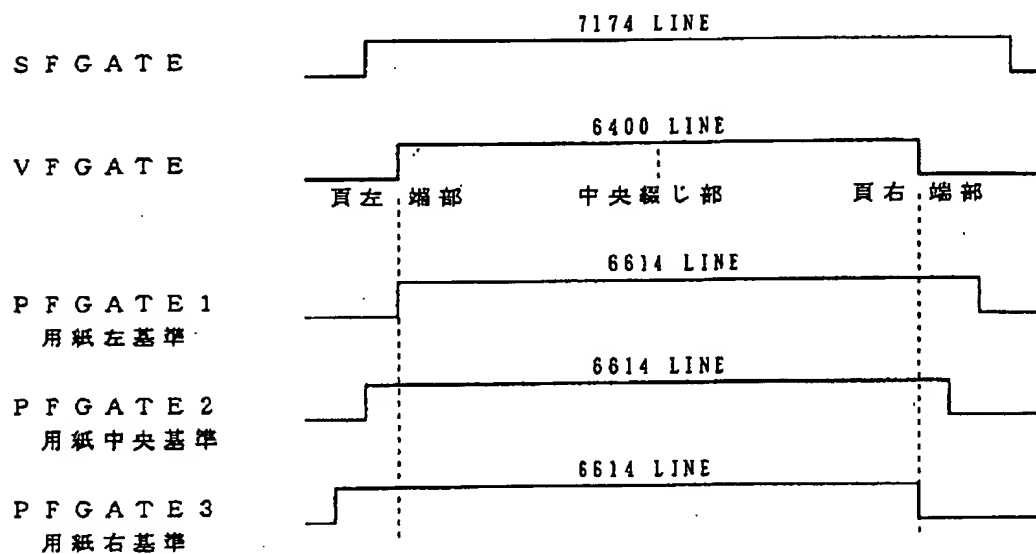 7174 LINE
SFGATE
6400 LINE
VFGATE
頁左端部 中央綴じ部 頁右端部
6614 LINE
PFGATE1
用紙左基準
6614 LINE
PFGATE2
用紙中央基準
6614 LINE
PFGATE3
用紙右基準